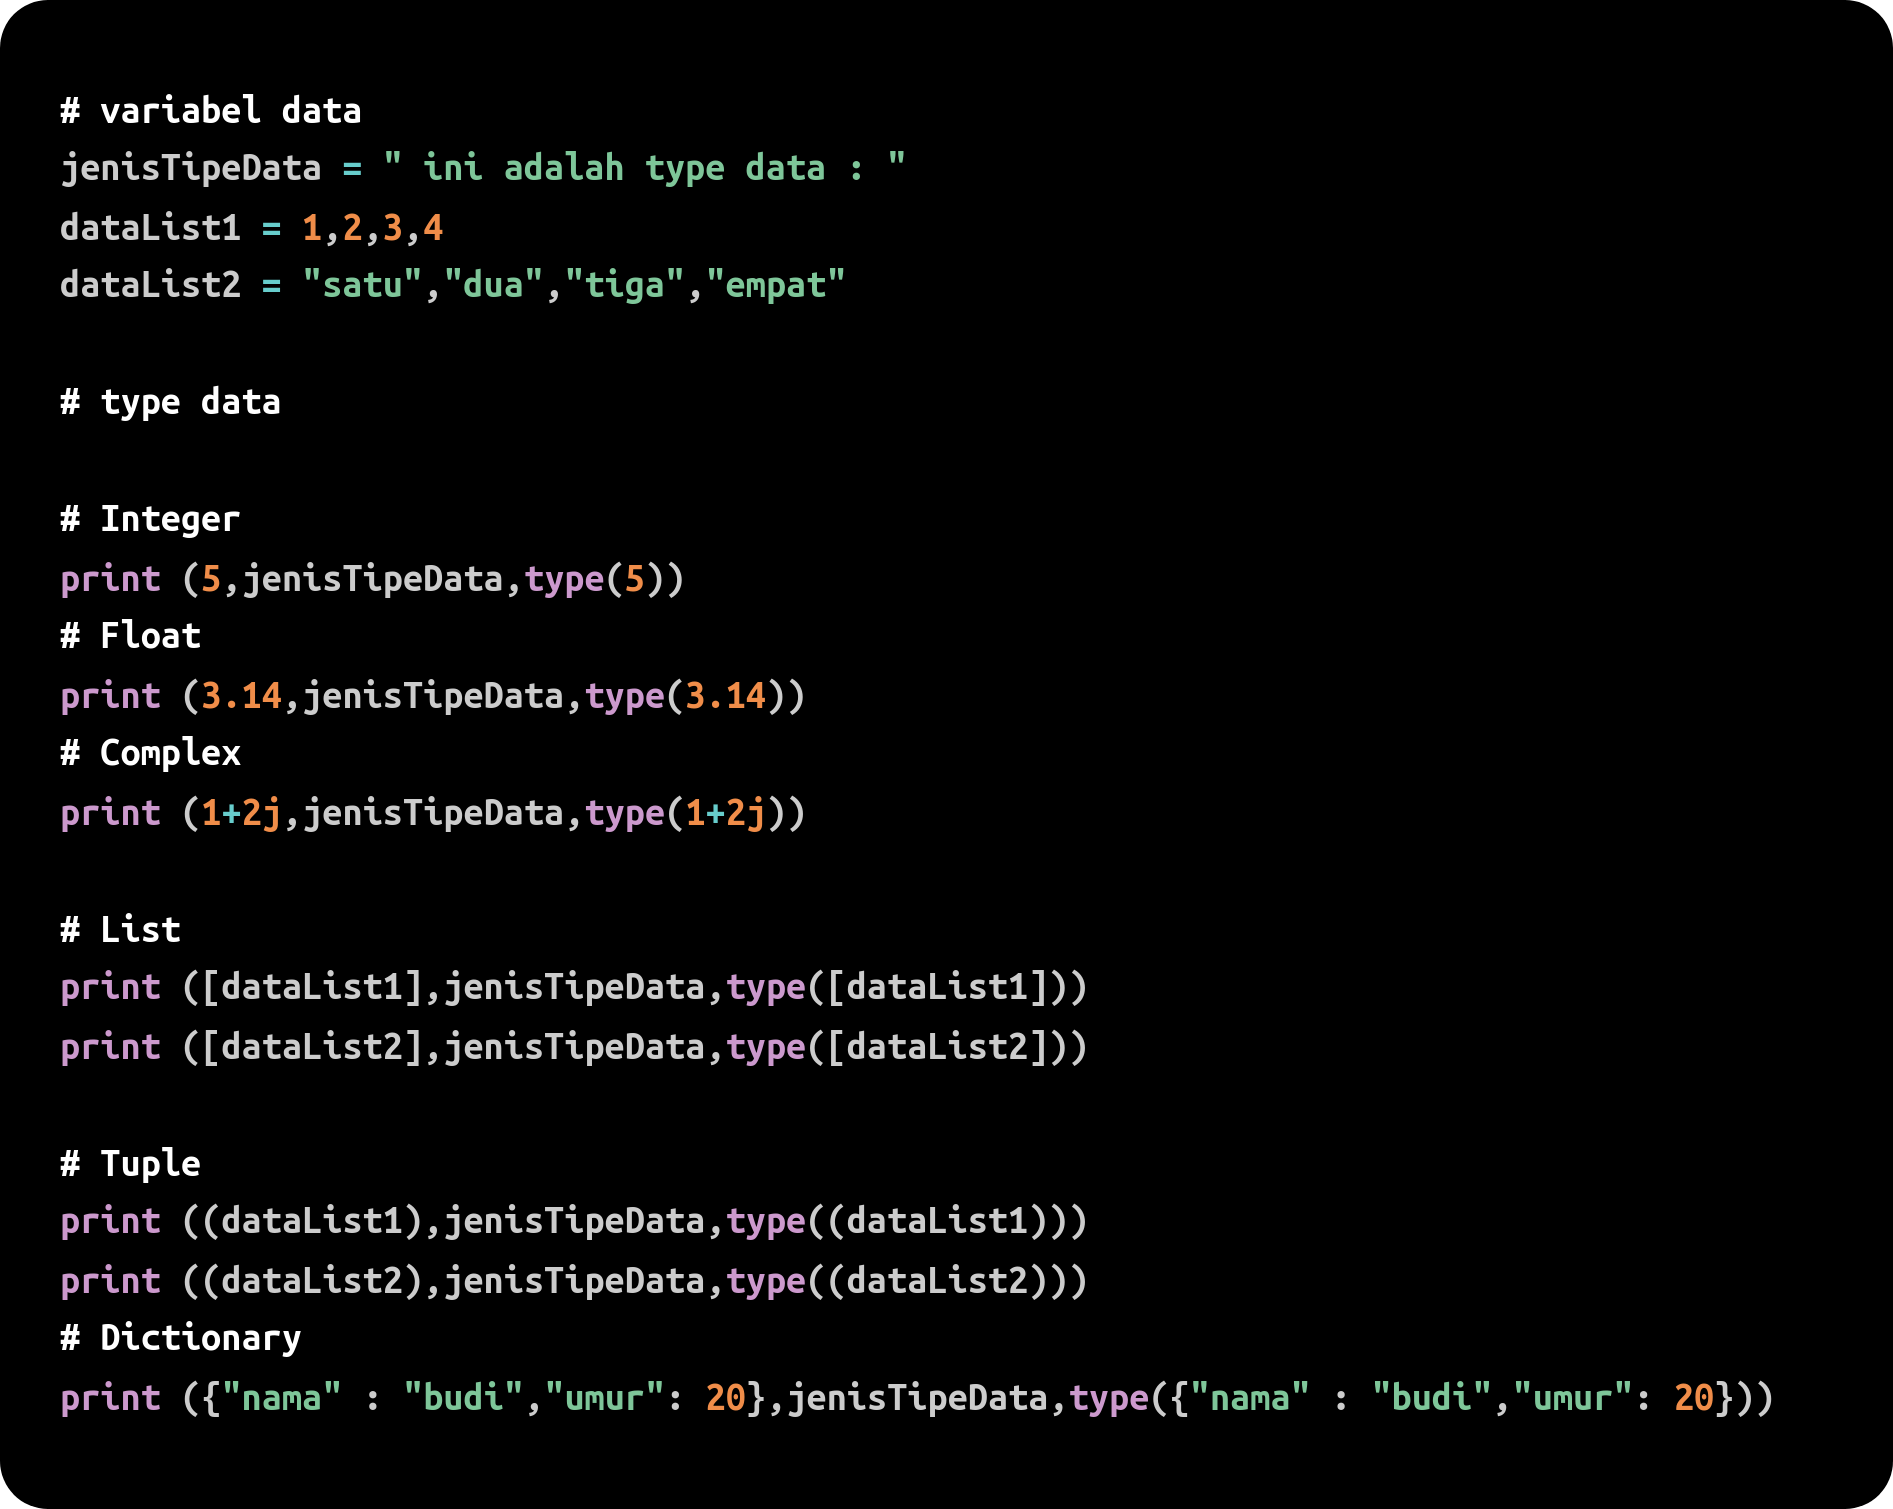 # variabel data
jenisTipeData = " ini adalah type data : "
dataList1 = 1,2,3,4
dataList2 = "satu","dua","tiga","empat"
# type data
# Integer
print (5,jenisTipeData,type(5))
# Float
print (3.14,jenisTipeData,type(3.14))
# Complex
print (1+2j,jenisTipeData,type(1+2j))
# List
print ([dataList1],jenisTipeData,type([dataList1]))
print ([dataList2],jenisTipeData,type([dataList2]))
# Tuple
print ((dataList1),jenisTipeData,type((dataList1)))
print ((dataList2),jenisTipeData,type((dataList2)))
# Dictionary
print ({"nama" : "budi","umur": 20},jenisTipeData,type({"nama" : "budi","umur": 20}))